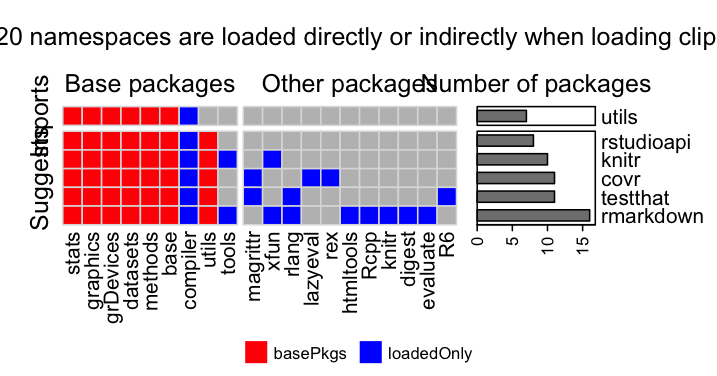 20 namespaces are loaded directly or indirectly when loading clip
Base packages
Other packages
Number of packages
Imports
Suggests
utils
rstudioapi
knitr
covr
testthat
rmarkdown
0
5
10
15
stats
graphics
grDevices
datasets
methods
base
compiler
utils
tools
magrittr
xfun
rlang
lazyeval
rex
htmltools
Rcpp
knitr
digest
evaluate
R6
basePkgs
loadedOnly